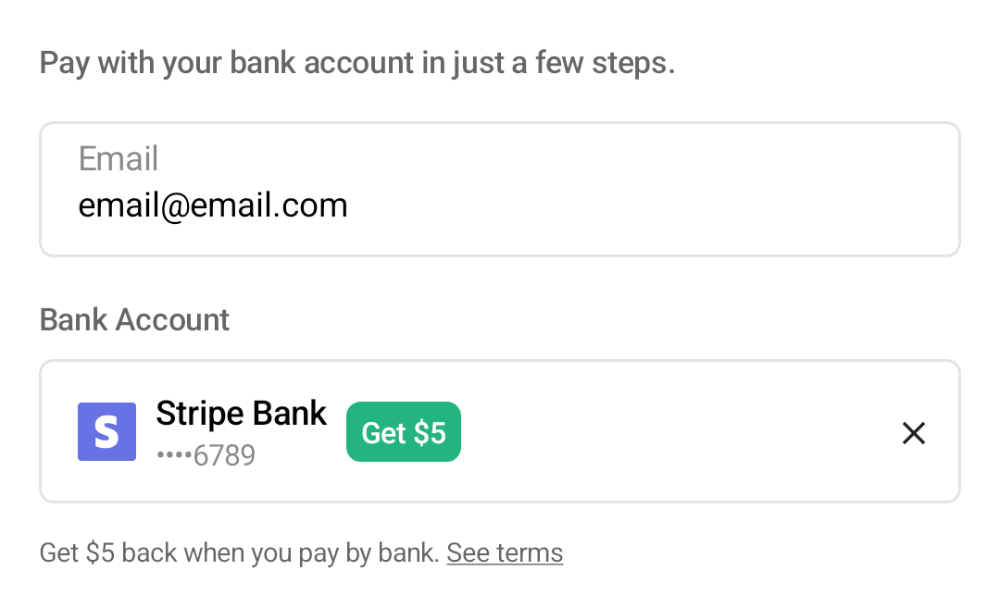 Pay with your bank account in just a few steps.
Email
email@email.com
Bank Account
S
Stripe Bank
Get $5
••••6789
Get $5 back when you pay by bank. See terms